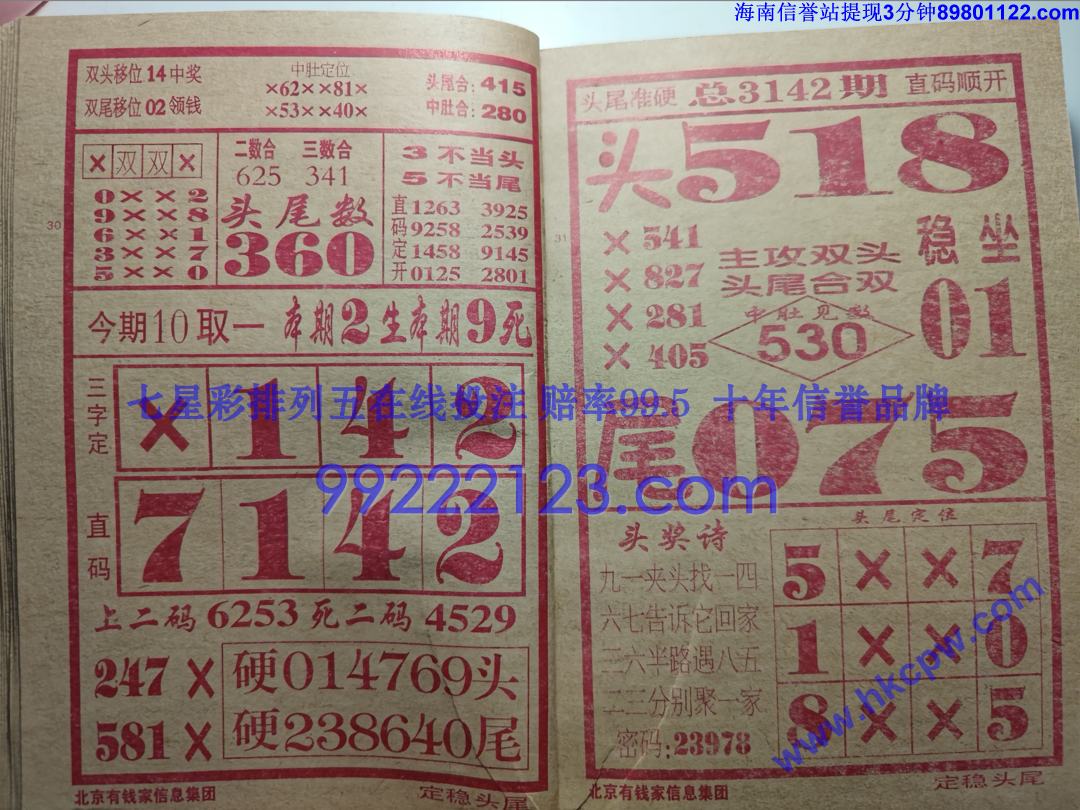 海南信誉站提现3分钟89801122.com
双头移位14中奖
双尾移位02领钱
中肚定位
×62××81×
×53××40×
头尾合:415
中肚合:280
×双双×
0××2
9××8
6××1
3××7
5××0
二数合 三数合
625 341
头尾数
360
3不当头
5不当尾
直码定开
1263 3925
9258 2539
1458 9145
0125 2801
30
今期10取一 本期2生本期9死
三字定
×142
直码
7142
上二码6253死二码4529
247×
581×
硬014769头
硬238640尾
北京有钱家信息集团
定稳头尾
头尾准硬 总3142期 直码顺开
头518
31
×541
×827
×281
×405
主攻双头
头尾合双
中肚见数
530
稳坐
01
尾075
头奖诗
九一夹头找一四
六七告诉它回家
三六半路遇八五
二三分别聚一家
密码:23978
头尾定位
5××7
1××0
8××5
北京有钱家信息集团
定稳头尾
七星彩排列五在线投注 赔率99.5 十年信誉品牌
99222123.com
www.hkcpw.com